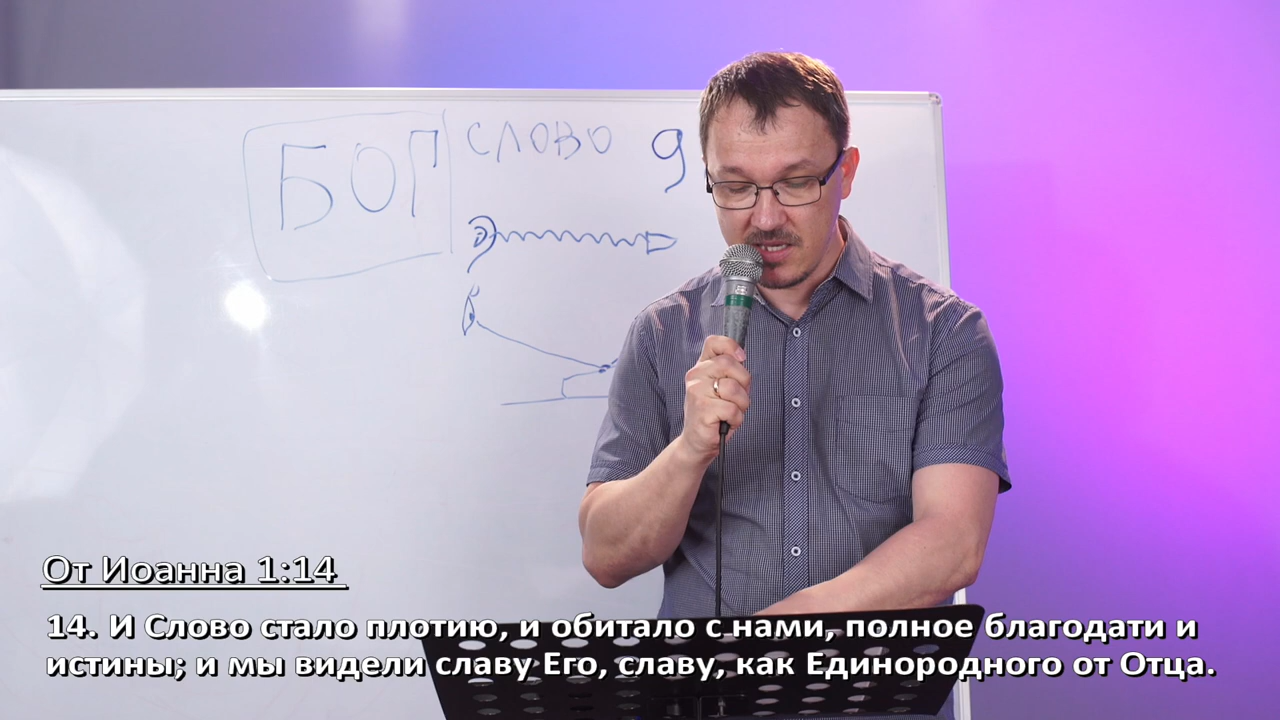 БОГ СЛОВО
От Иоанна 1:14
14. И Слово стало плотию, и обитало с нами, полное благодати и
истины; и мы видели славу Его, славу, как Единородного от Отца.